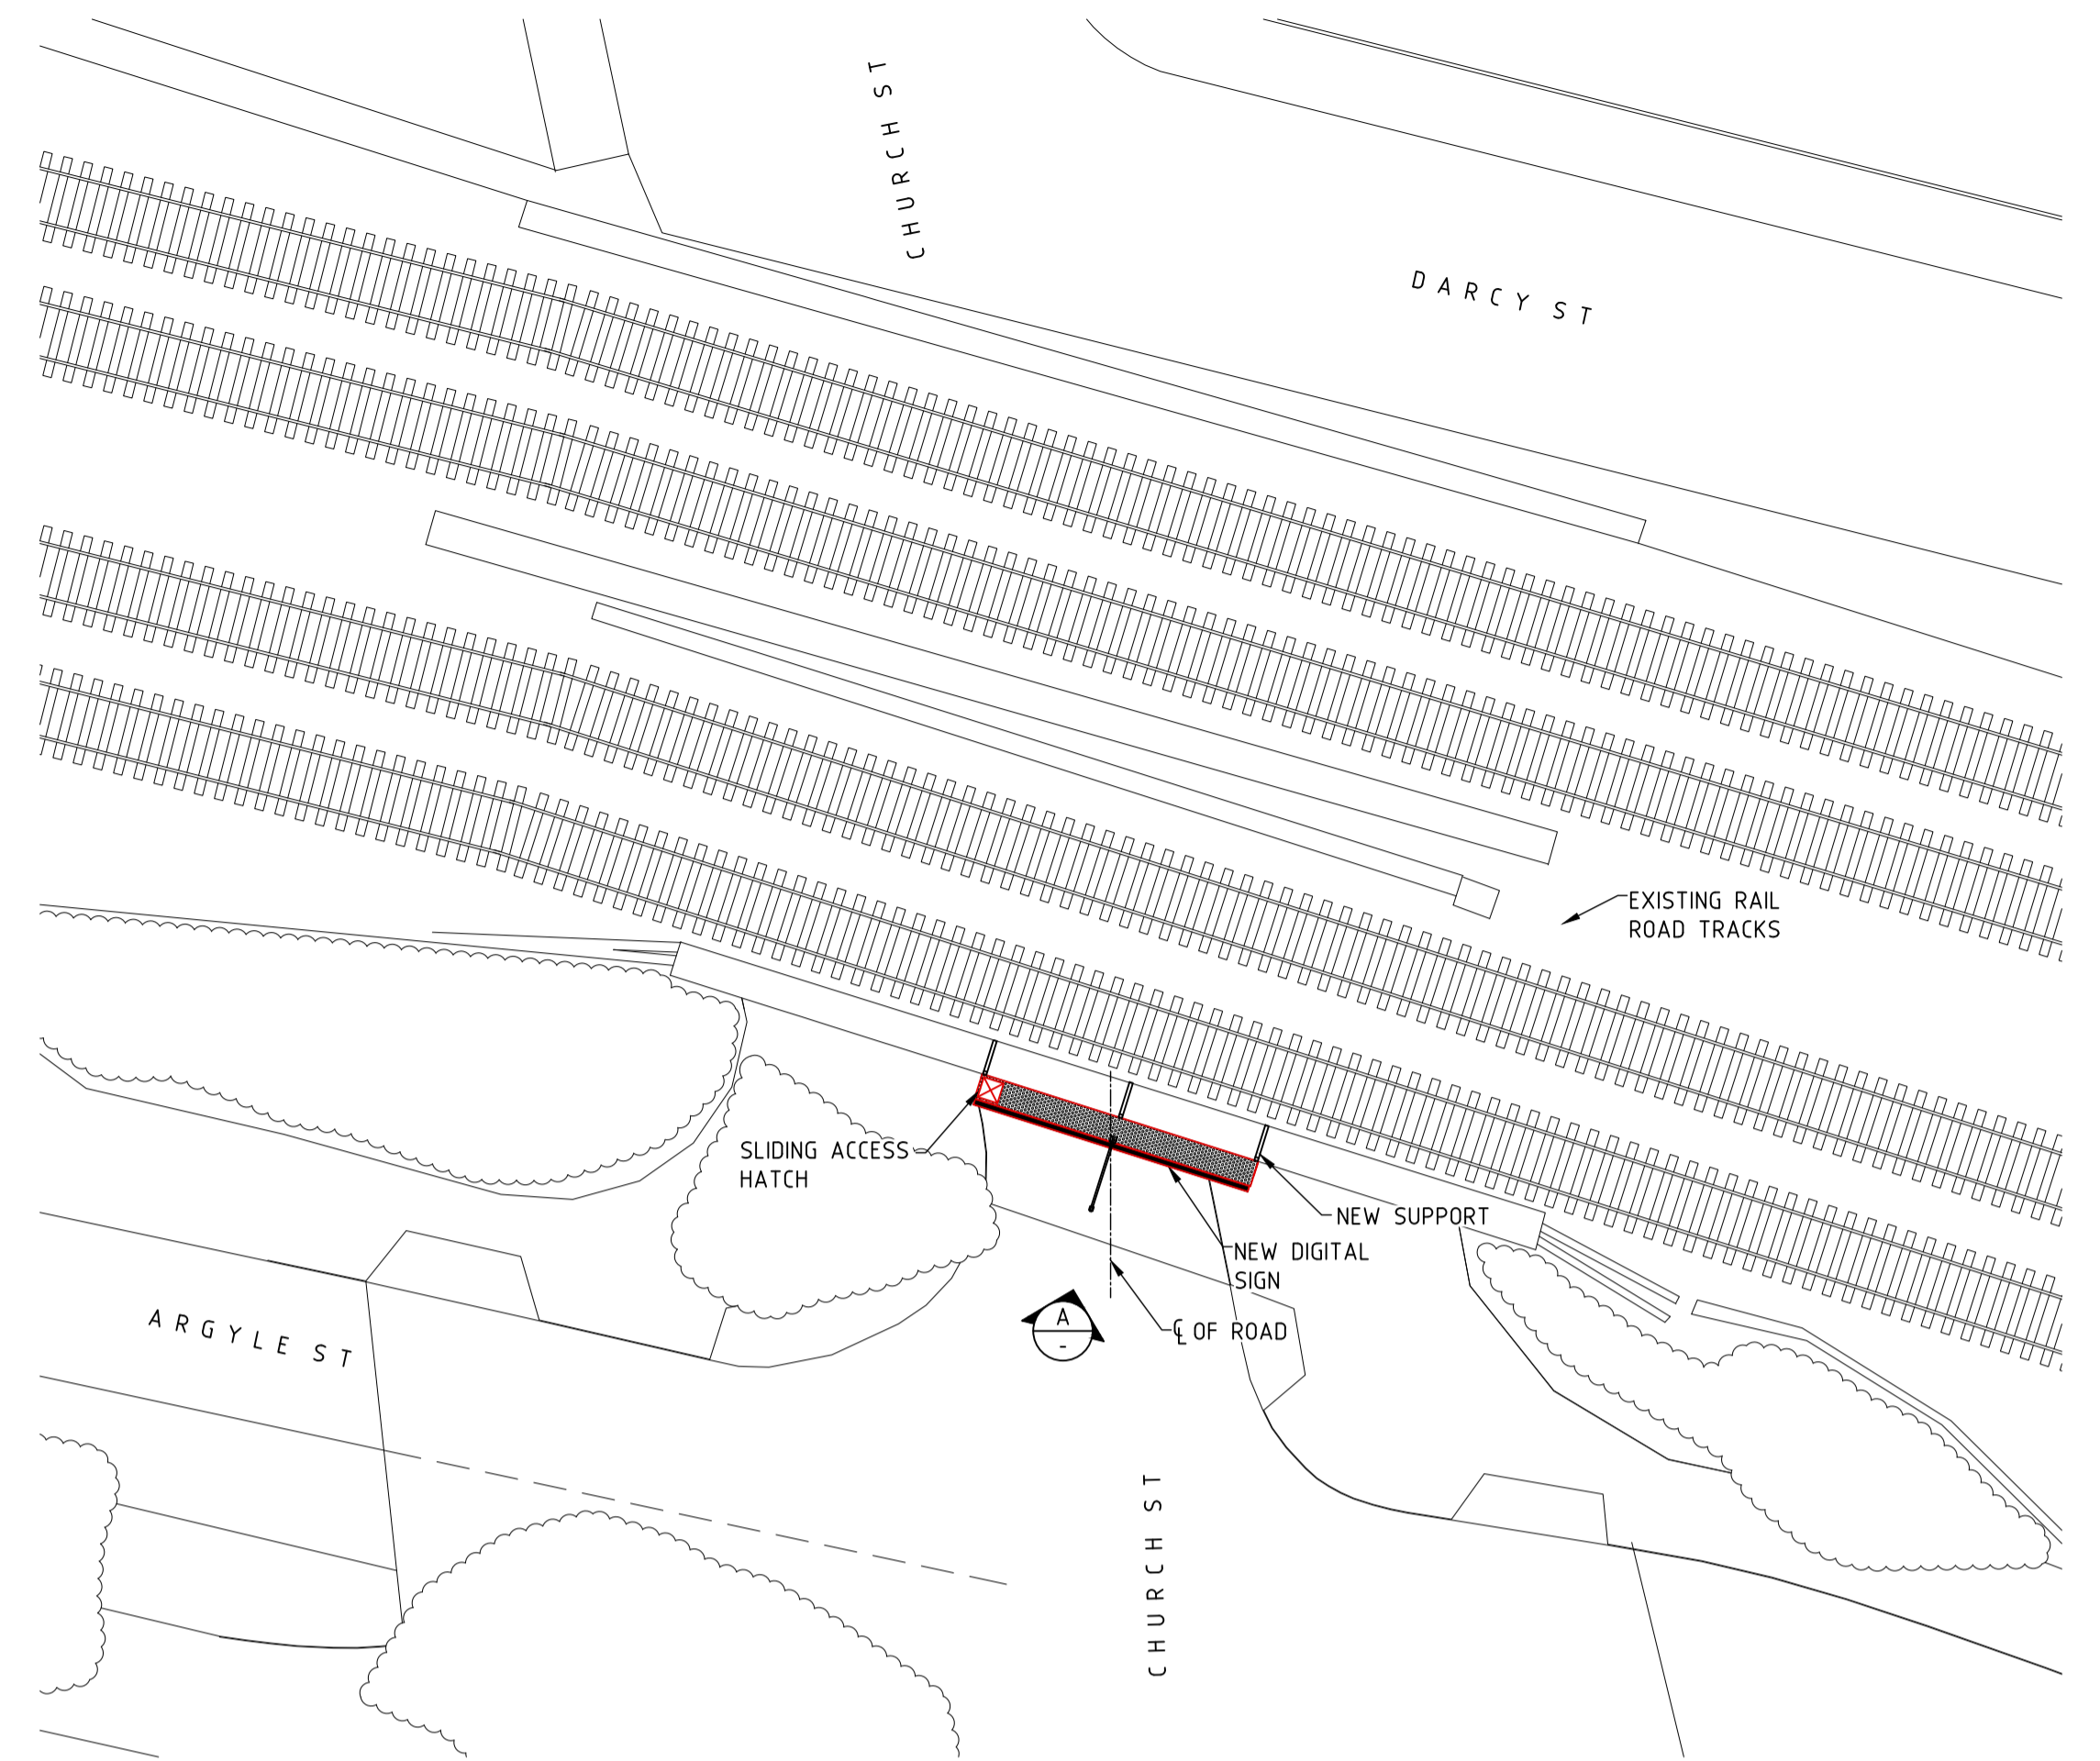 CHURCH ST
DARCY ST
EXISTING RAIL
ROAD TRACKS
SLIDING ACCESS
HATCH
NEW SUPPORT
NEW DIGITAL
SIGN
A
-
℄ OF ROAD
ARGYLE ST
CHURCH ST